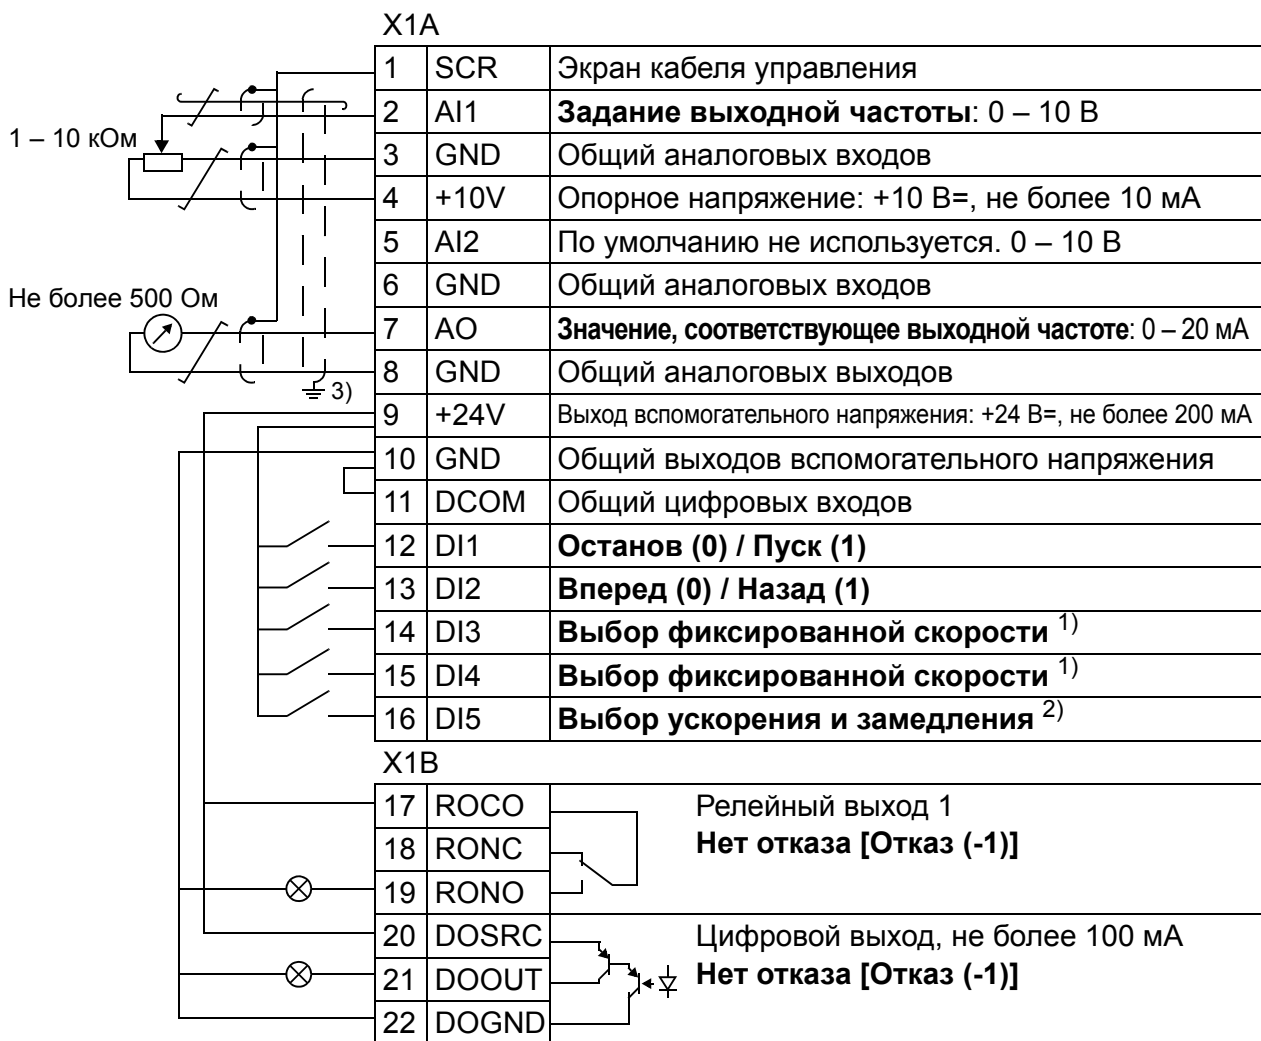 X1A
1 SCR Экран кабеля управления
2 AI1 Задание выходной частоты: 0 – 10 В
1 – 10 кОм
3 GND Общий аналоговых входов
4 +10V Опорное напряжение: +10 В=, не более 10 мА
5 AI2 По умолчанию не используется. 0 – 10 В
6 GND Общий аналоговых входов
Не более 500 Ом
7 AO Значение, соответствующее выходной частоте: 0 – 20 мА
8 GND Общий аналоговых выходов
3)
9 +24V Выход вспомогательного напряжения: +24 В=, не более 200 мА
10 GND Общий выходов вспомогательного напряжения
11 DCOM Общий цифровых входов
12 DI1 Останов (0) / Пуск (1)
13 DI2 Вперед (0) / Назад (1)
14 DI3 Выбор фиксированной скорости 1)
15 DI4 Выбор фиксированной скорости 1)
16 DI5 Выбор ускорения и замедления 2)
X1B
17 ROCO Релейный выход 1
18 RONC Нет отказа [Отказ (-1)]
19 RONO
20 DOSRC Цифровой выход, не более 100 мА
21 DOOUT Нет отказа [Отказ (-1)]
22 DOGND